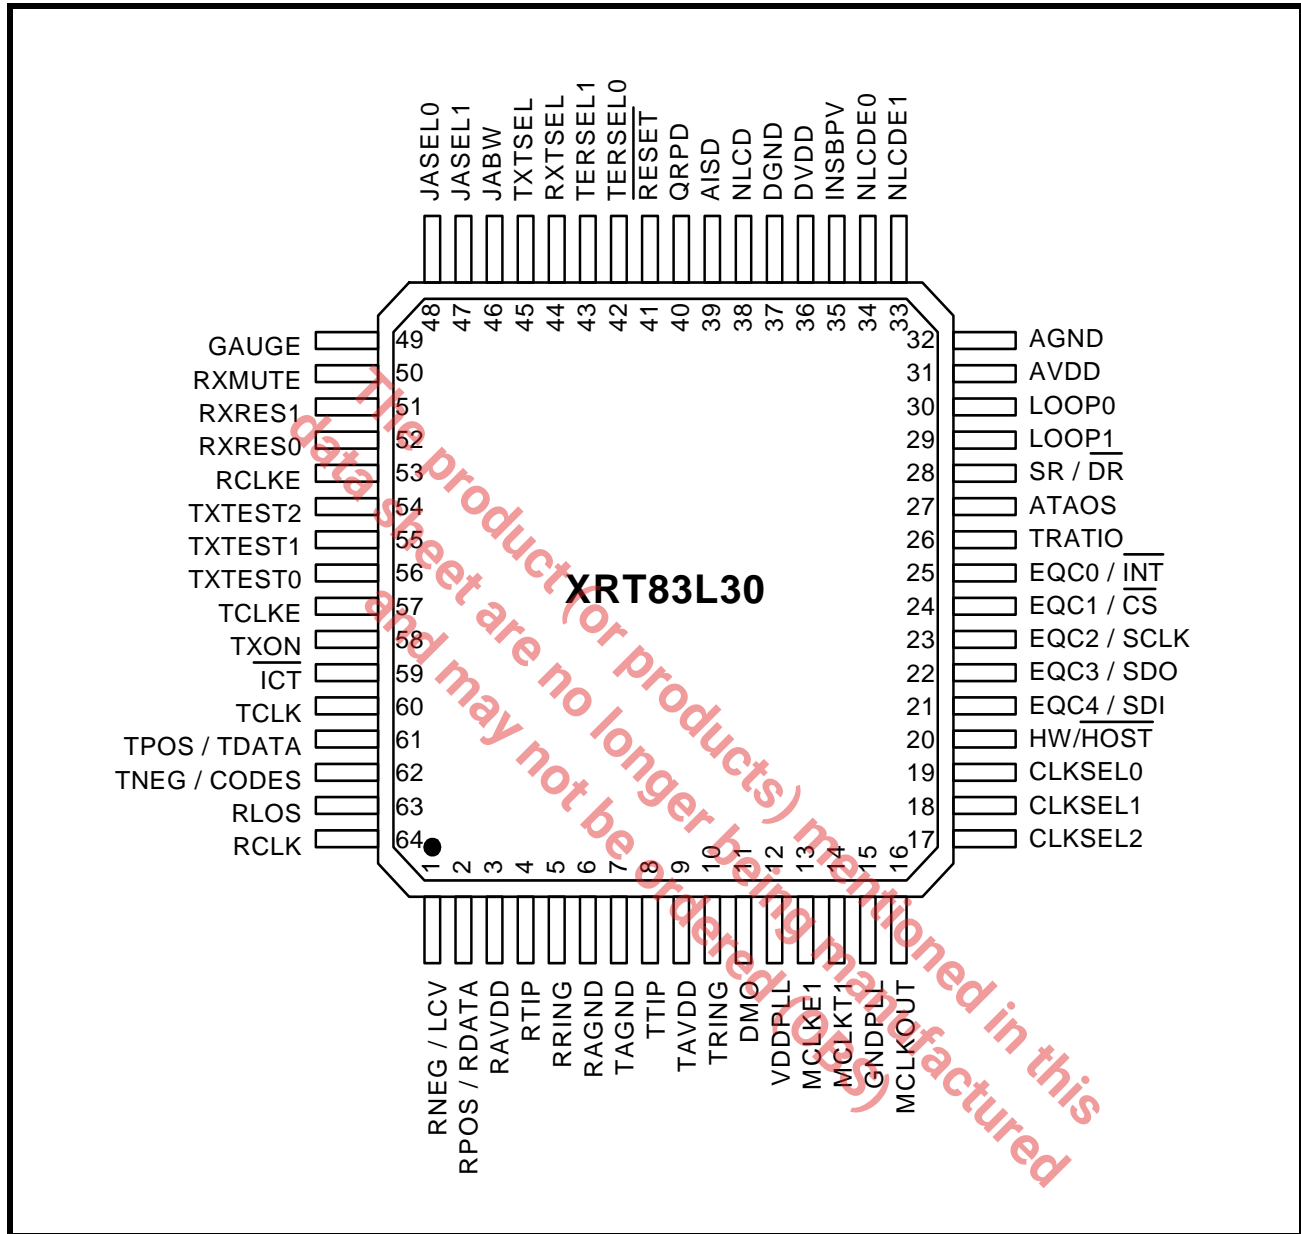 JASEL0
JASEL1
JABW
TXTSEL
RXTSEL
TERSEL1
TERSEL0
RESET
QRPD
AISD
NLCD
DGND
DVDD
INSBPV
NLCDE0
NLCDE1
48
47
46
45
44
43
42
41
40
39
38
37
36
35
34
33
GAUGE 49
RXMUTE 50
RXRES1 51
RXRES0 52
RCLKE 53
TXTEST2 54
TXTEST1 55
TXTEST0 56
TCLKE 57
TXON 58
ICT 59
TCLK 60
TPOS / TDATA 61
TNEG / CODES 62
RLOS 63
RCLK 64
XRT83L30
32 AGND
31 AVDD
30 LOOP0
29 LOOP1
28 SR / DR
27 ATAOS
26 TRATIO
25 EQC0 / INT
24 EQC1 / CS
23 EQC2 / SCLK
22 EQC3 / SDO
21 EQC4 / SDI
20 HW/HOST
19 CLKSEL0
18 CLKSEL1
17 CLKSEL2
1
2
3
4
5
6
7
8
9
10
11
12
13
14
15
16
RNEG / LCV
RPOS / RDATA
RAVDD
RTIP
RRING
RAGND
TAGND
TTIP
TAVDD
TRING
DMO
VDDPLL
MCLKE1
MCLKT1
GNDPLL
MCLKOUT
The product (or products) mentioned in this
data sheet are no longer being manufactured
and may not be ordered (OBS)